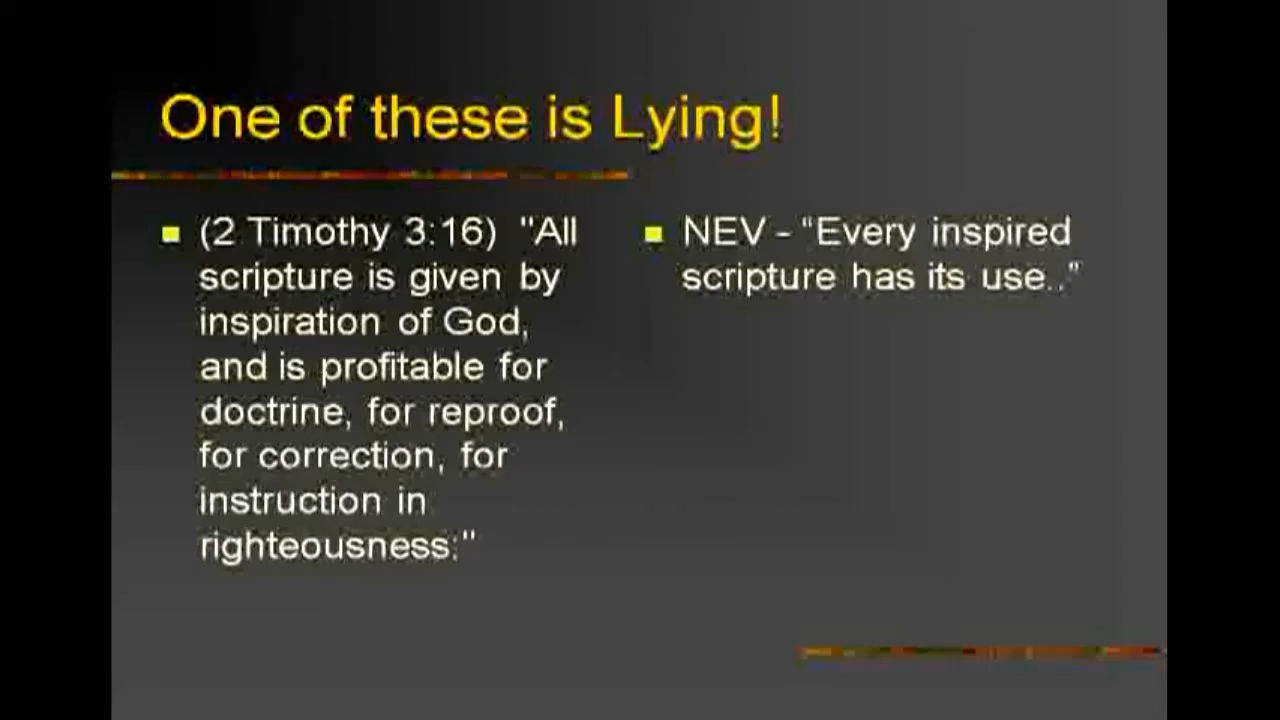 One of these is Lying!
(2 Timothy 3:16) "All
scripture is given by
inspiration of God,
and is profitable for
doctrine, for reproof,
for correction, for
instruction in
righteousness:"
NEV - “Every inspired
scripture has its use..”